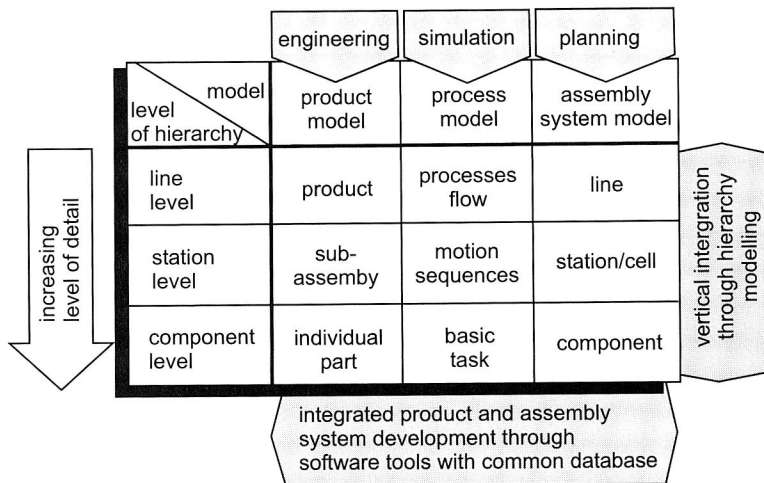 engineering
simulation
planning
model
level
of hierarchy
product
model
process
model
assembly
system model
line
level
product
processes
flow
line
station
level
sub-
assemby
motion
sequences
station/cell
component
level
individual
part
basic
task
component
increasing
level of detail
vertical intergration
through hierarchy
modelling
integrated product and assembly
system development through
software tools with common database